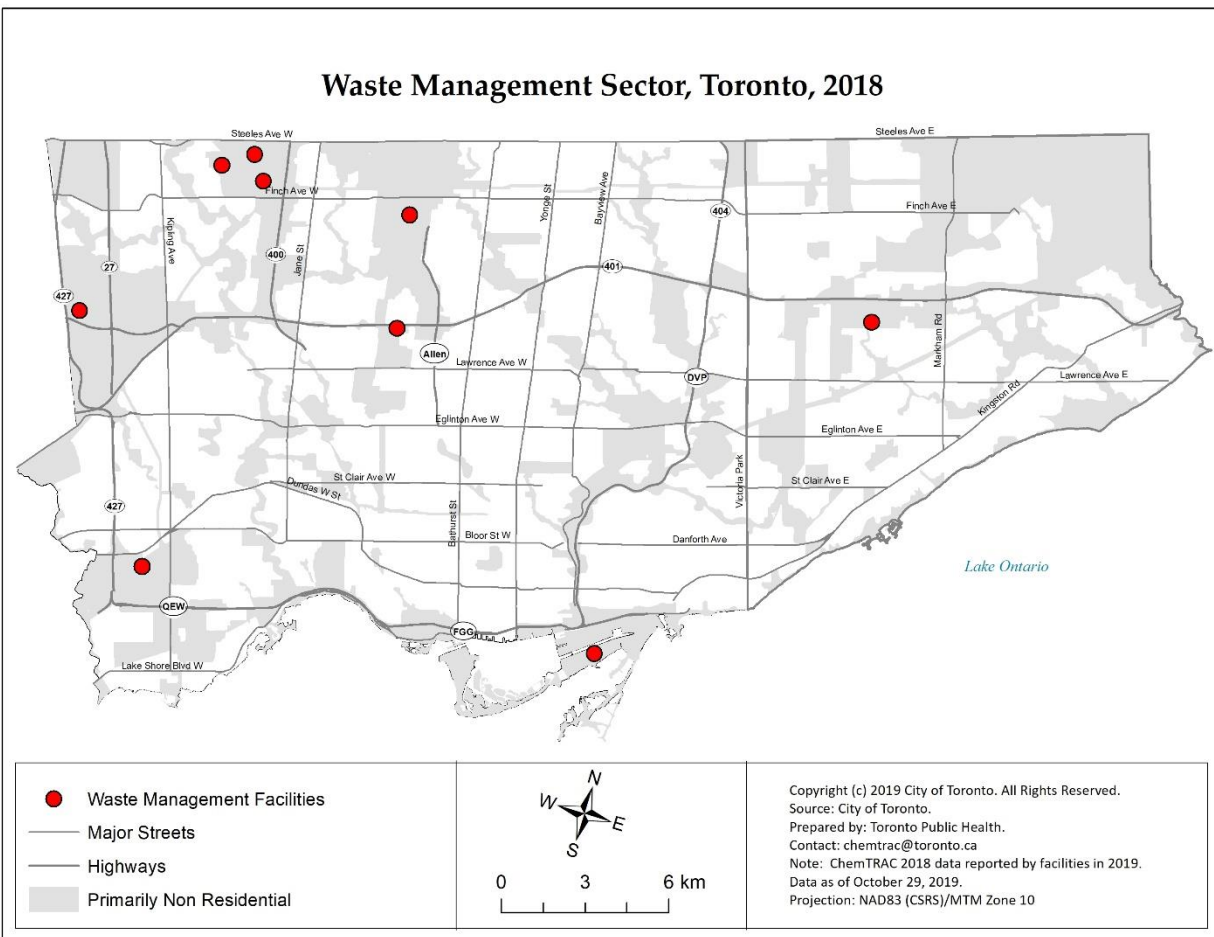 Waste Management Sector, Toronto, 2018
Steeles Ave W
Steeles Ave E
Finch Ave W
Finch Ave E
Kipling Ave
Jane St
Yonge St
Bayview Ave
404
27
400
401
427
Markham Rd
Allen
Lawrence Ave W
DVP
Lawrence Ave E
Kingston Rd
Eglinton Ave W
Eglinton Ave E
St Clair Ave W
St Clair Ave E
Dundas W St
Victoria Park
427
Bathurst St
Bloor St W
Danforth Ave
Lake Ontario
QEW
FGG
Lake Shore Blvd W
Waste Management Facilities
Major Streets
Highways
Primarily Non Residential
N
W
E
S
0 3 6 km
Copyright (c) 2019 City of Toronto. All Rights Reserved.
Source: City of Toronto.
Prepared by: Toronto Public Health.
Contact: chemtrac@toronto.ca
Note: ChemTRAC 2018 data reported by facilities in 2019.
Data as of October 29, 2019.
Projection: NAD83 (CSRS)/MTM Zone 10